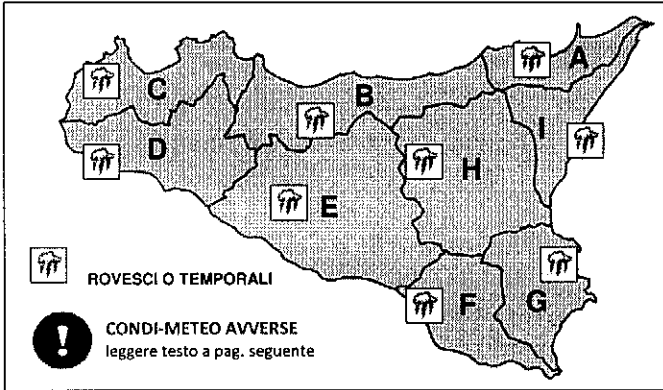 A
C
B
I
D
H
E
G
F
ROVESCI O TEMPORALI
CONDI-METEO AVVERSE
leggere testo a pag. seguente